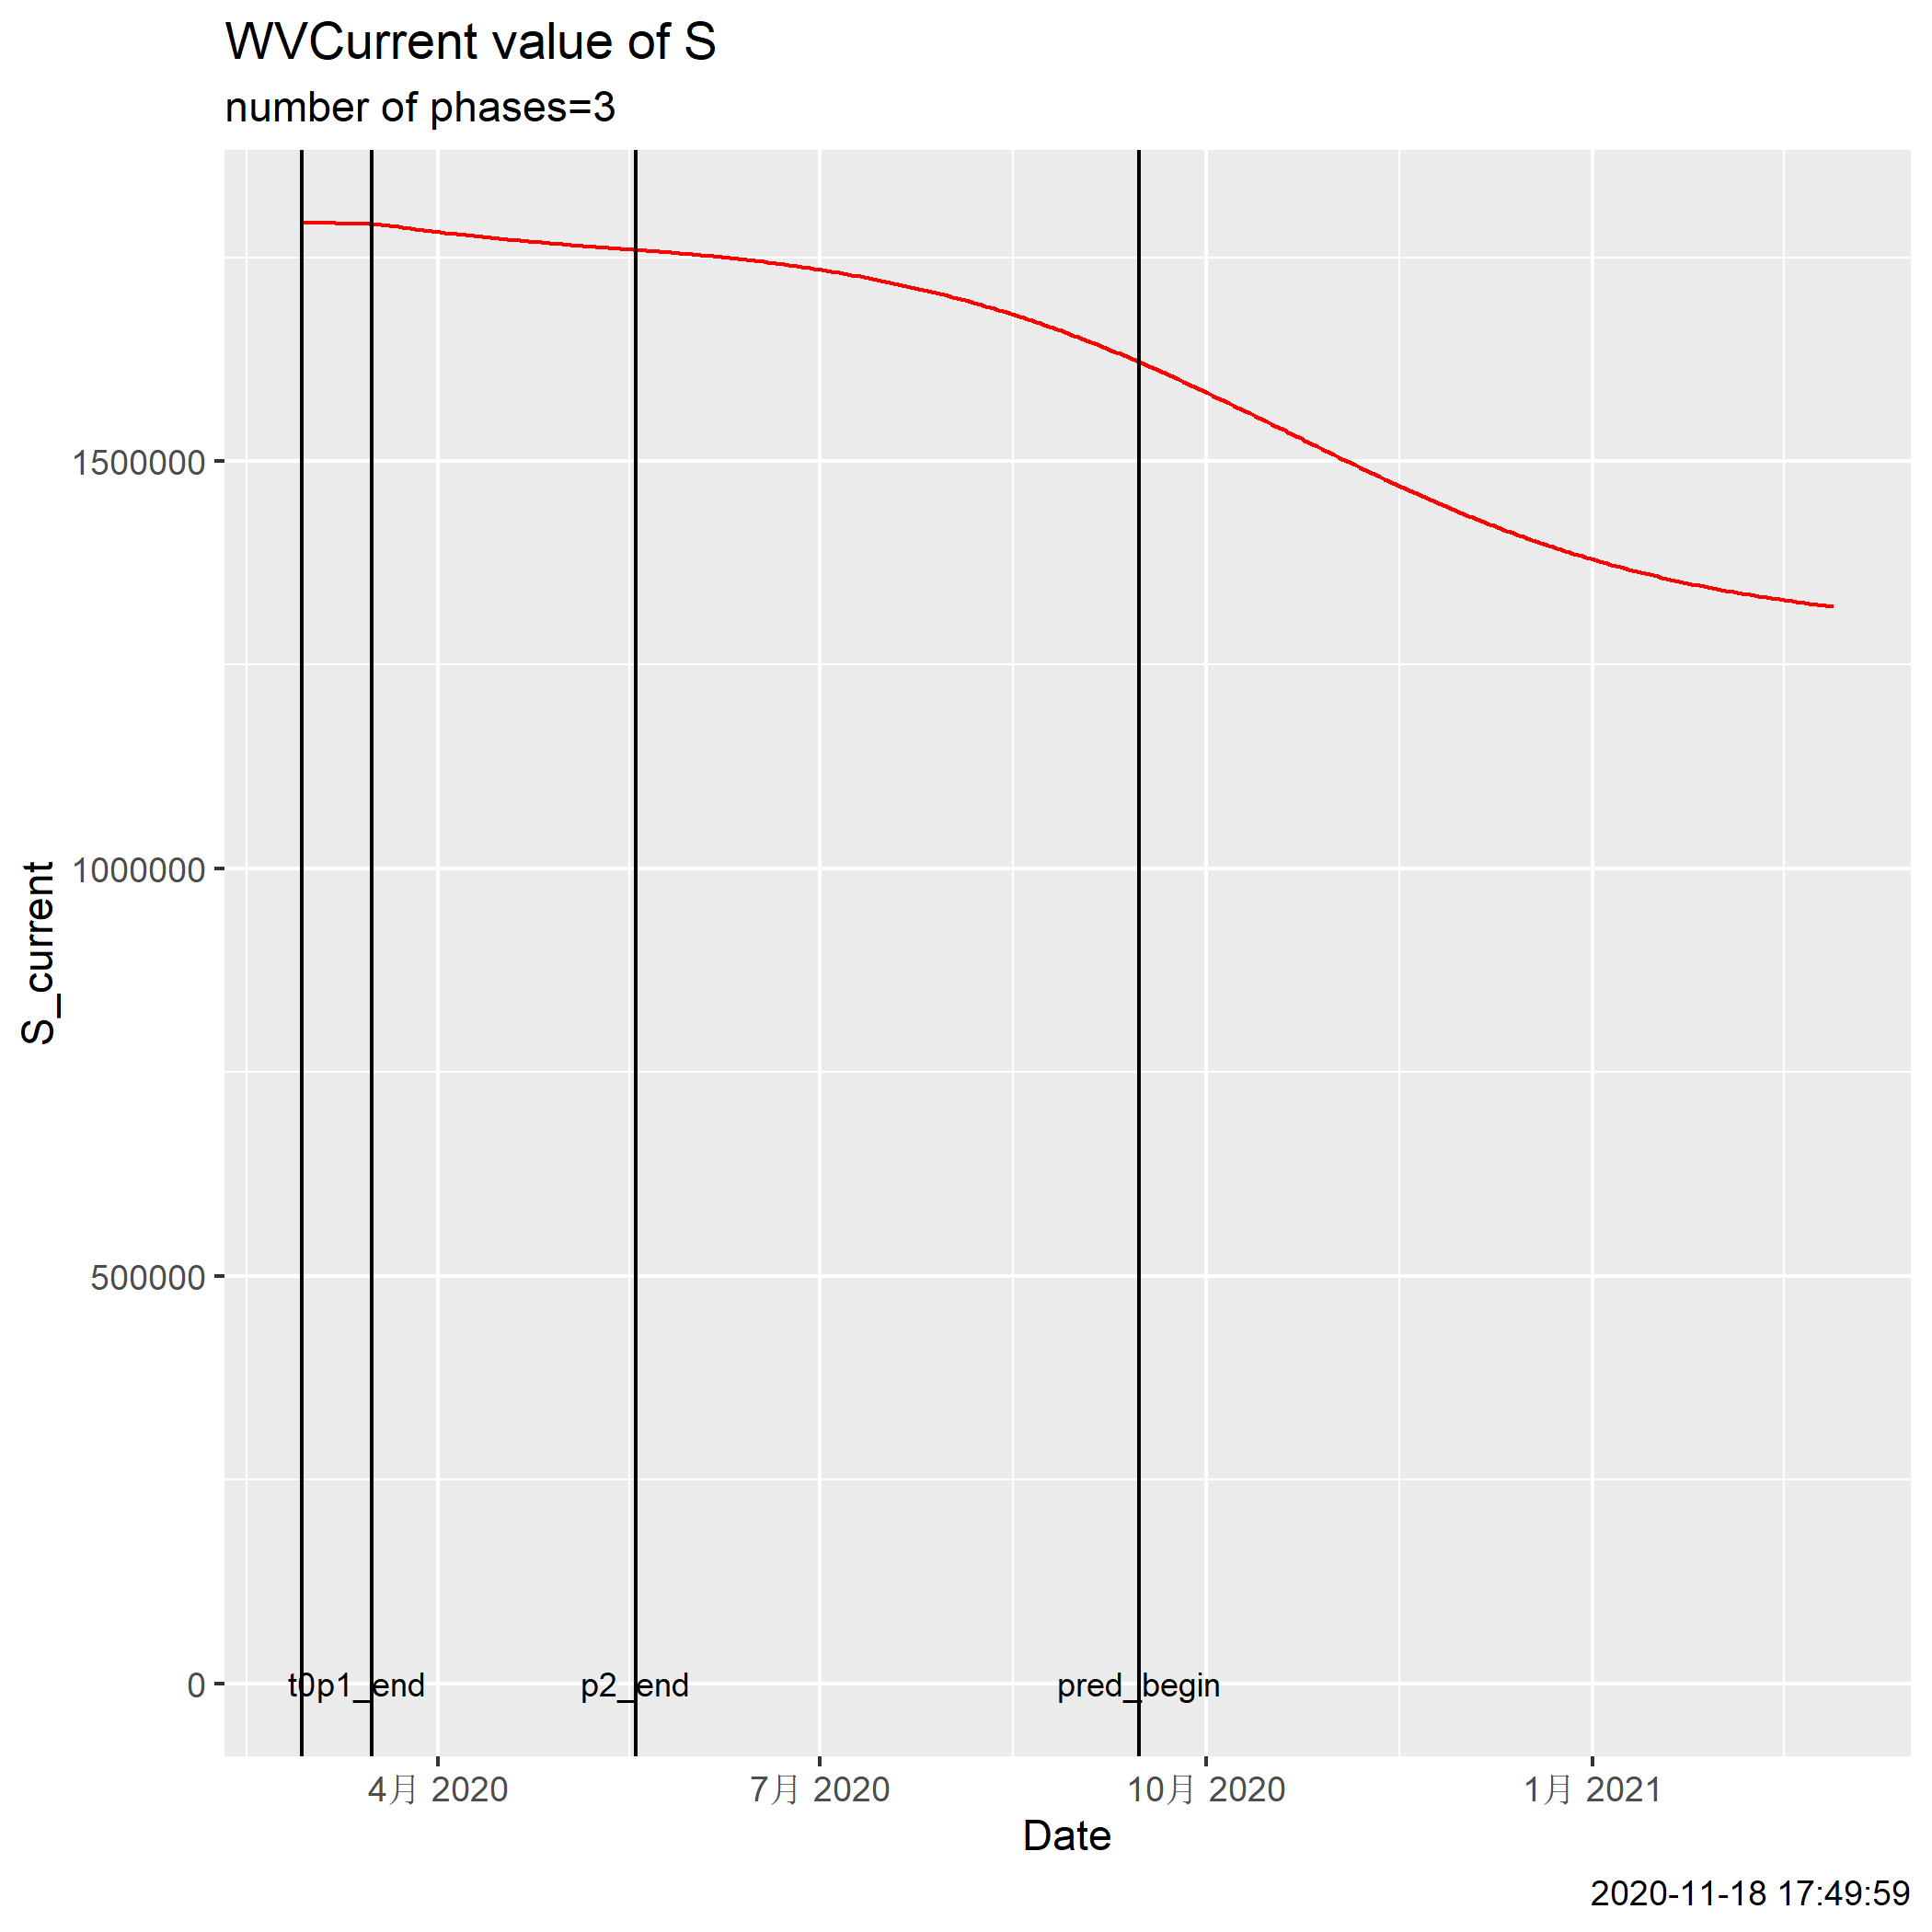 WVCurrent value of S
number of phases=3
S_current
1500000
1000000
500000
0
t0p1_end
p2_end
pred_begin
4月 2020
7月 2020
10月 2020
1月 2021
Date
2020-11-18 17:49:59